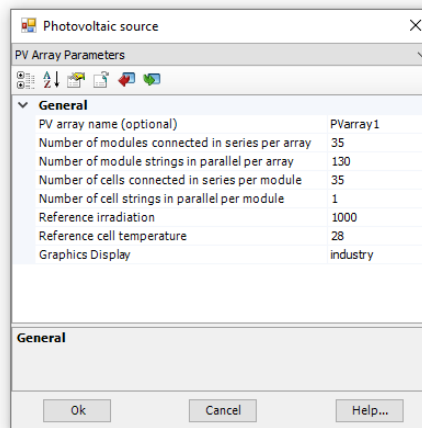 Photovoltaic source
PV Array Parameters
General
PV array name (optional) PVarray1
Number of modules connected in series per array 35
Number of module strings in parallel per array 130
Number of cells connected in series per module 35
Number of cell strings in parallel per module 1
Reference irradiation 1000
Reference cell temperature 28
Graphics Display industry
General
Ok Cancel Help...